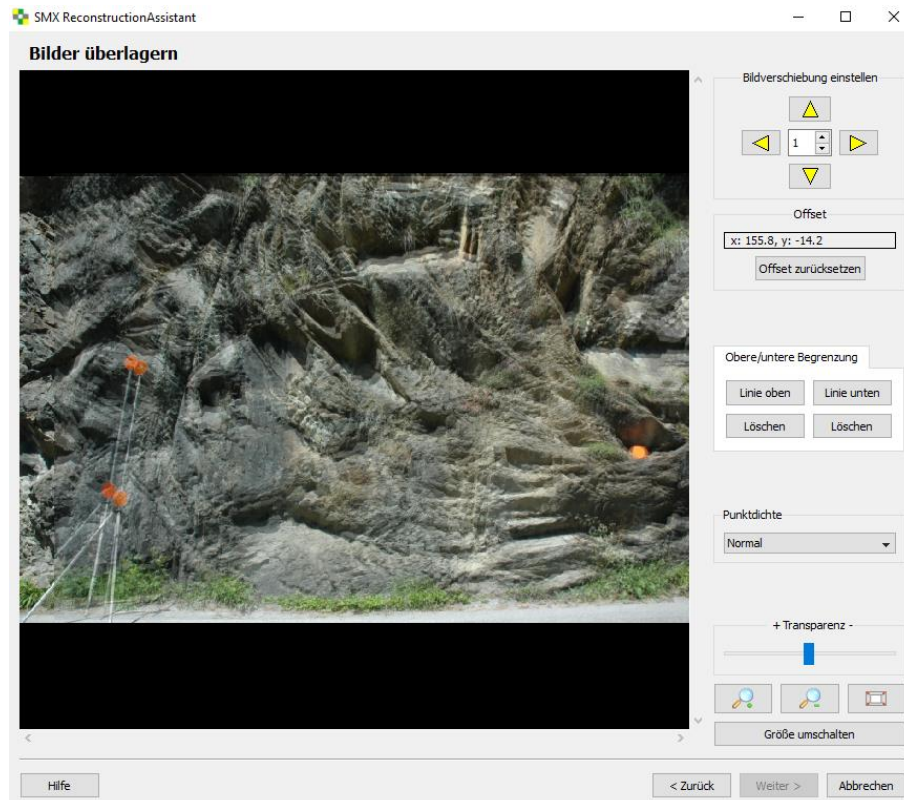 SMX ReconstructionAssistant
Bilder überlagern
Bildverschiebung einstellen
1
Offset
x: 155.8, y: -14.2
Offset zurücksetzen
Obere/untere Begrenzung
Linie oben Linie unten
Löschen Löschen
Punktdichte
Normal
+ Transparenz -
Größe umschalten
Hilfe < Zurück Weiter > Abbrechen